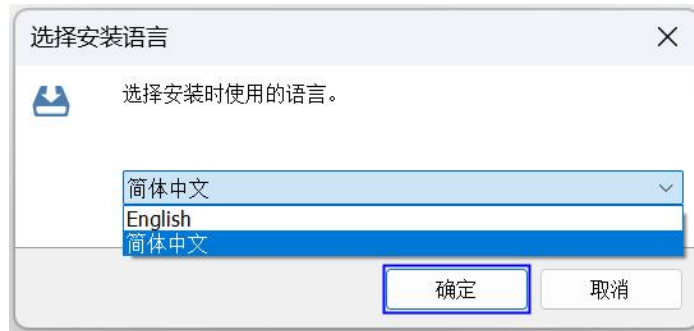 选择安装语言
选择安装时使用的语言。
简体中文
English
简体中文
确定
取消